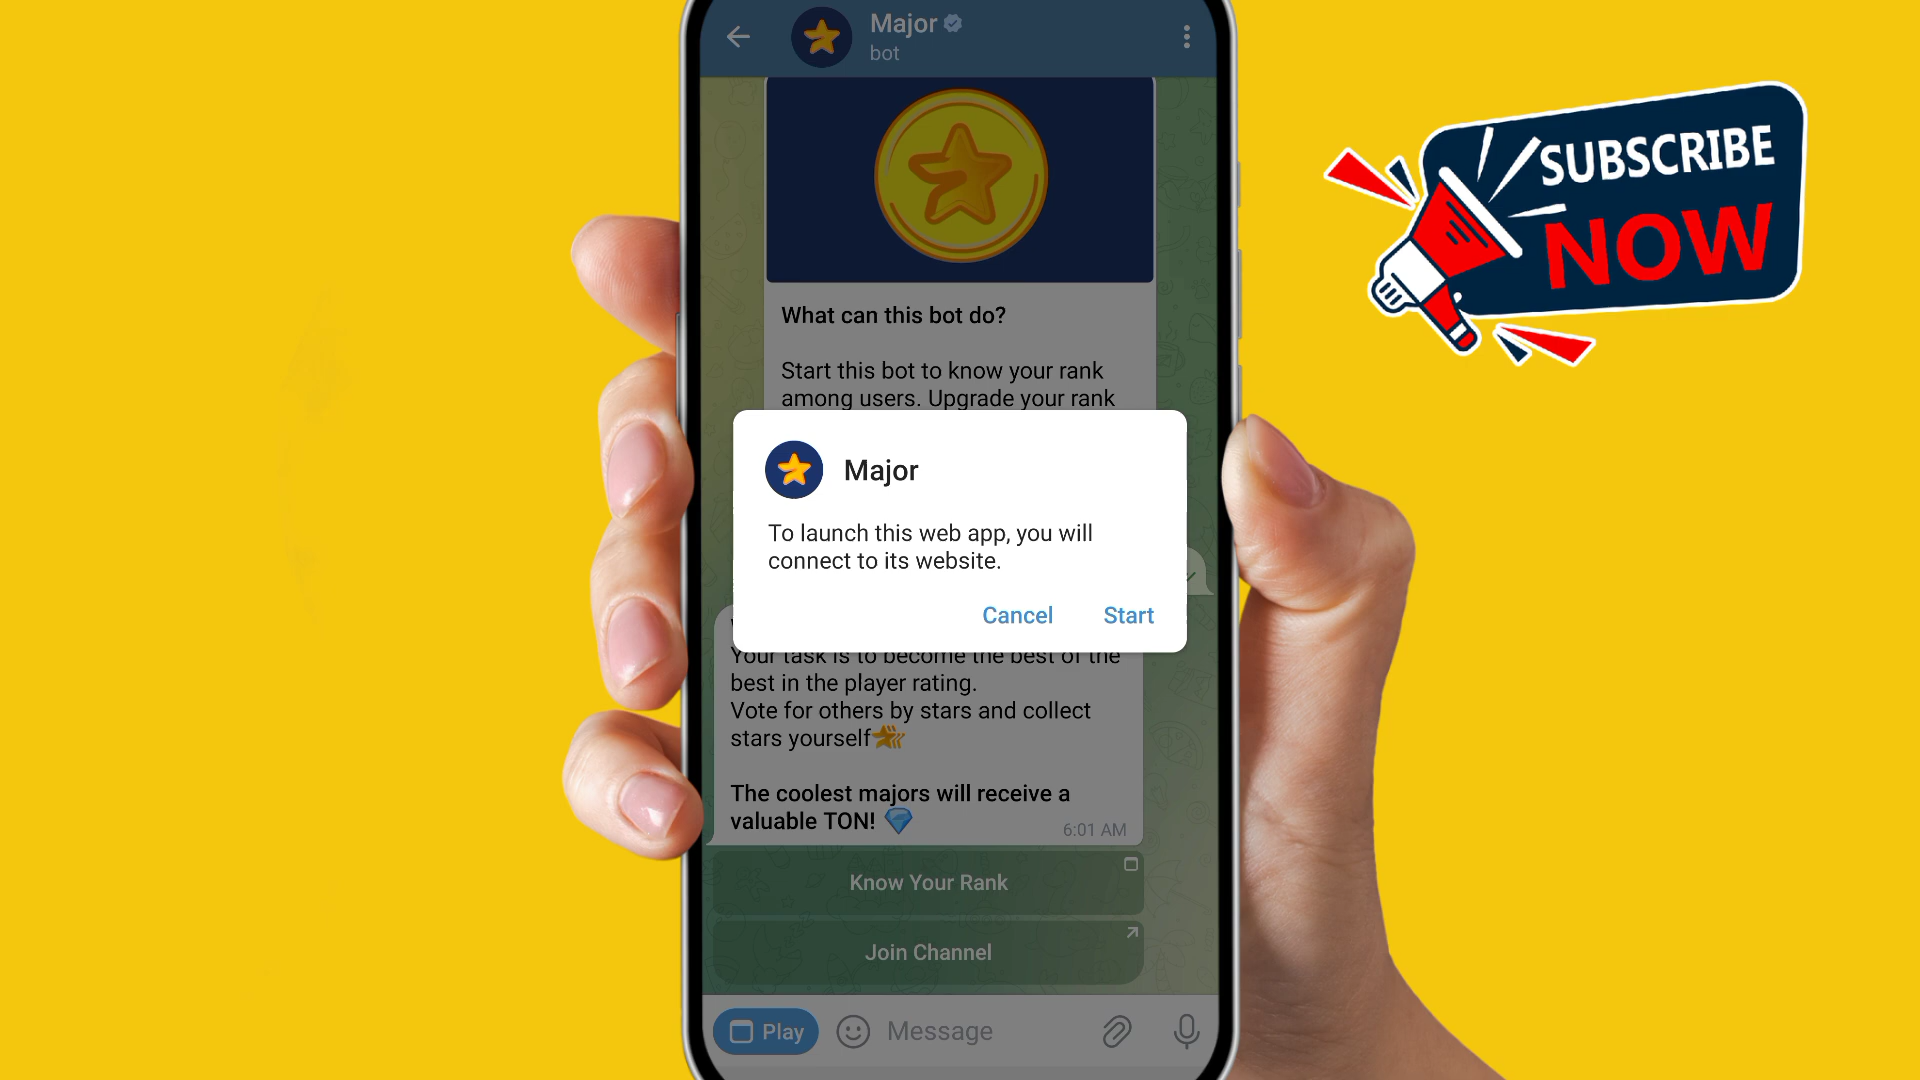 Major
bot
SUBSCRIBE
NOW
What can this bot do?
Start this bot to know your rank
among users. Upgrade your rank
Major
To launch this web app, you will
connect to its website.
Cancel
Start
Your task is to become the best of the
best in the player rating.
Vote for others by stars and collect
stars yourself
The coolest majors will receive a
valuable TON! 💎
6:01 AM
Know Your Rank
Join Channel
Play
Message